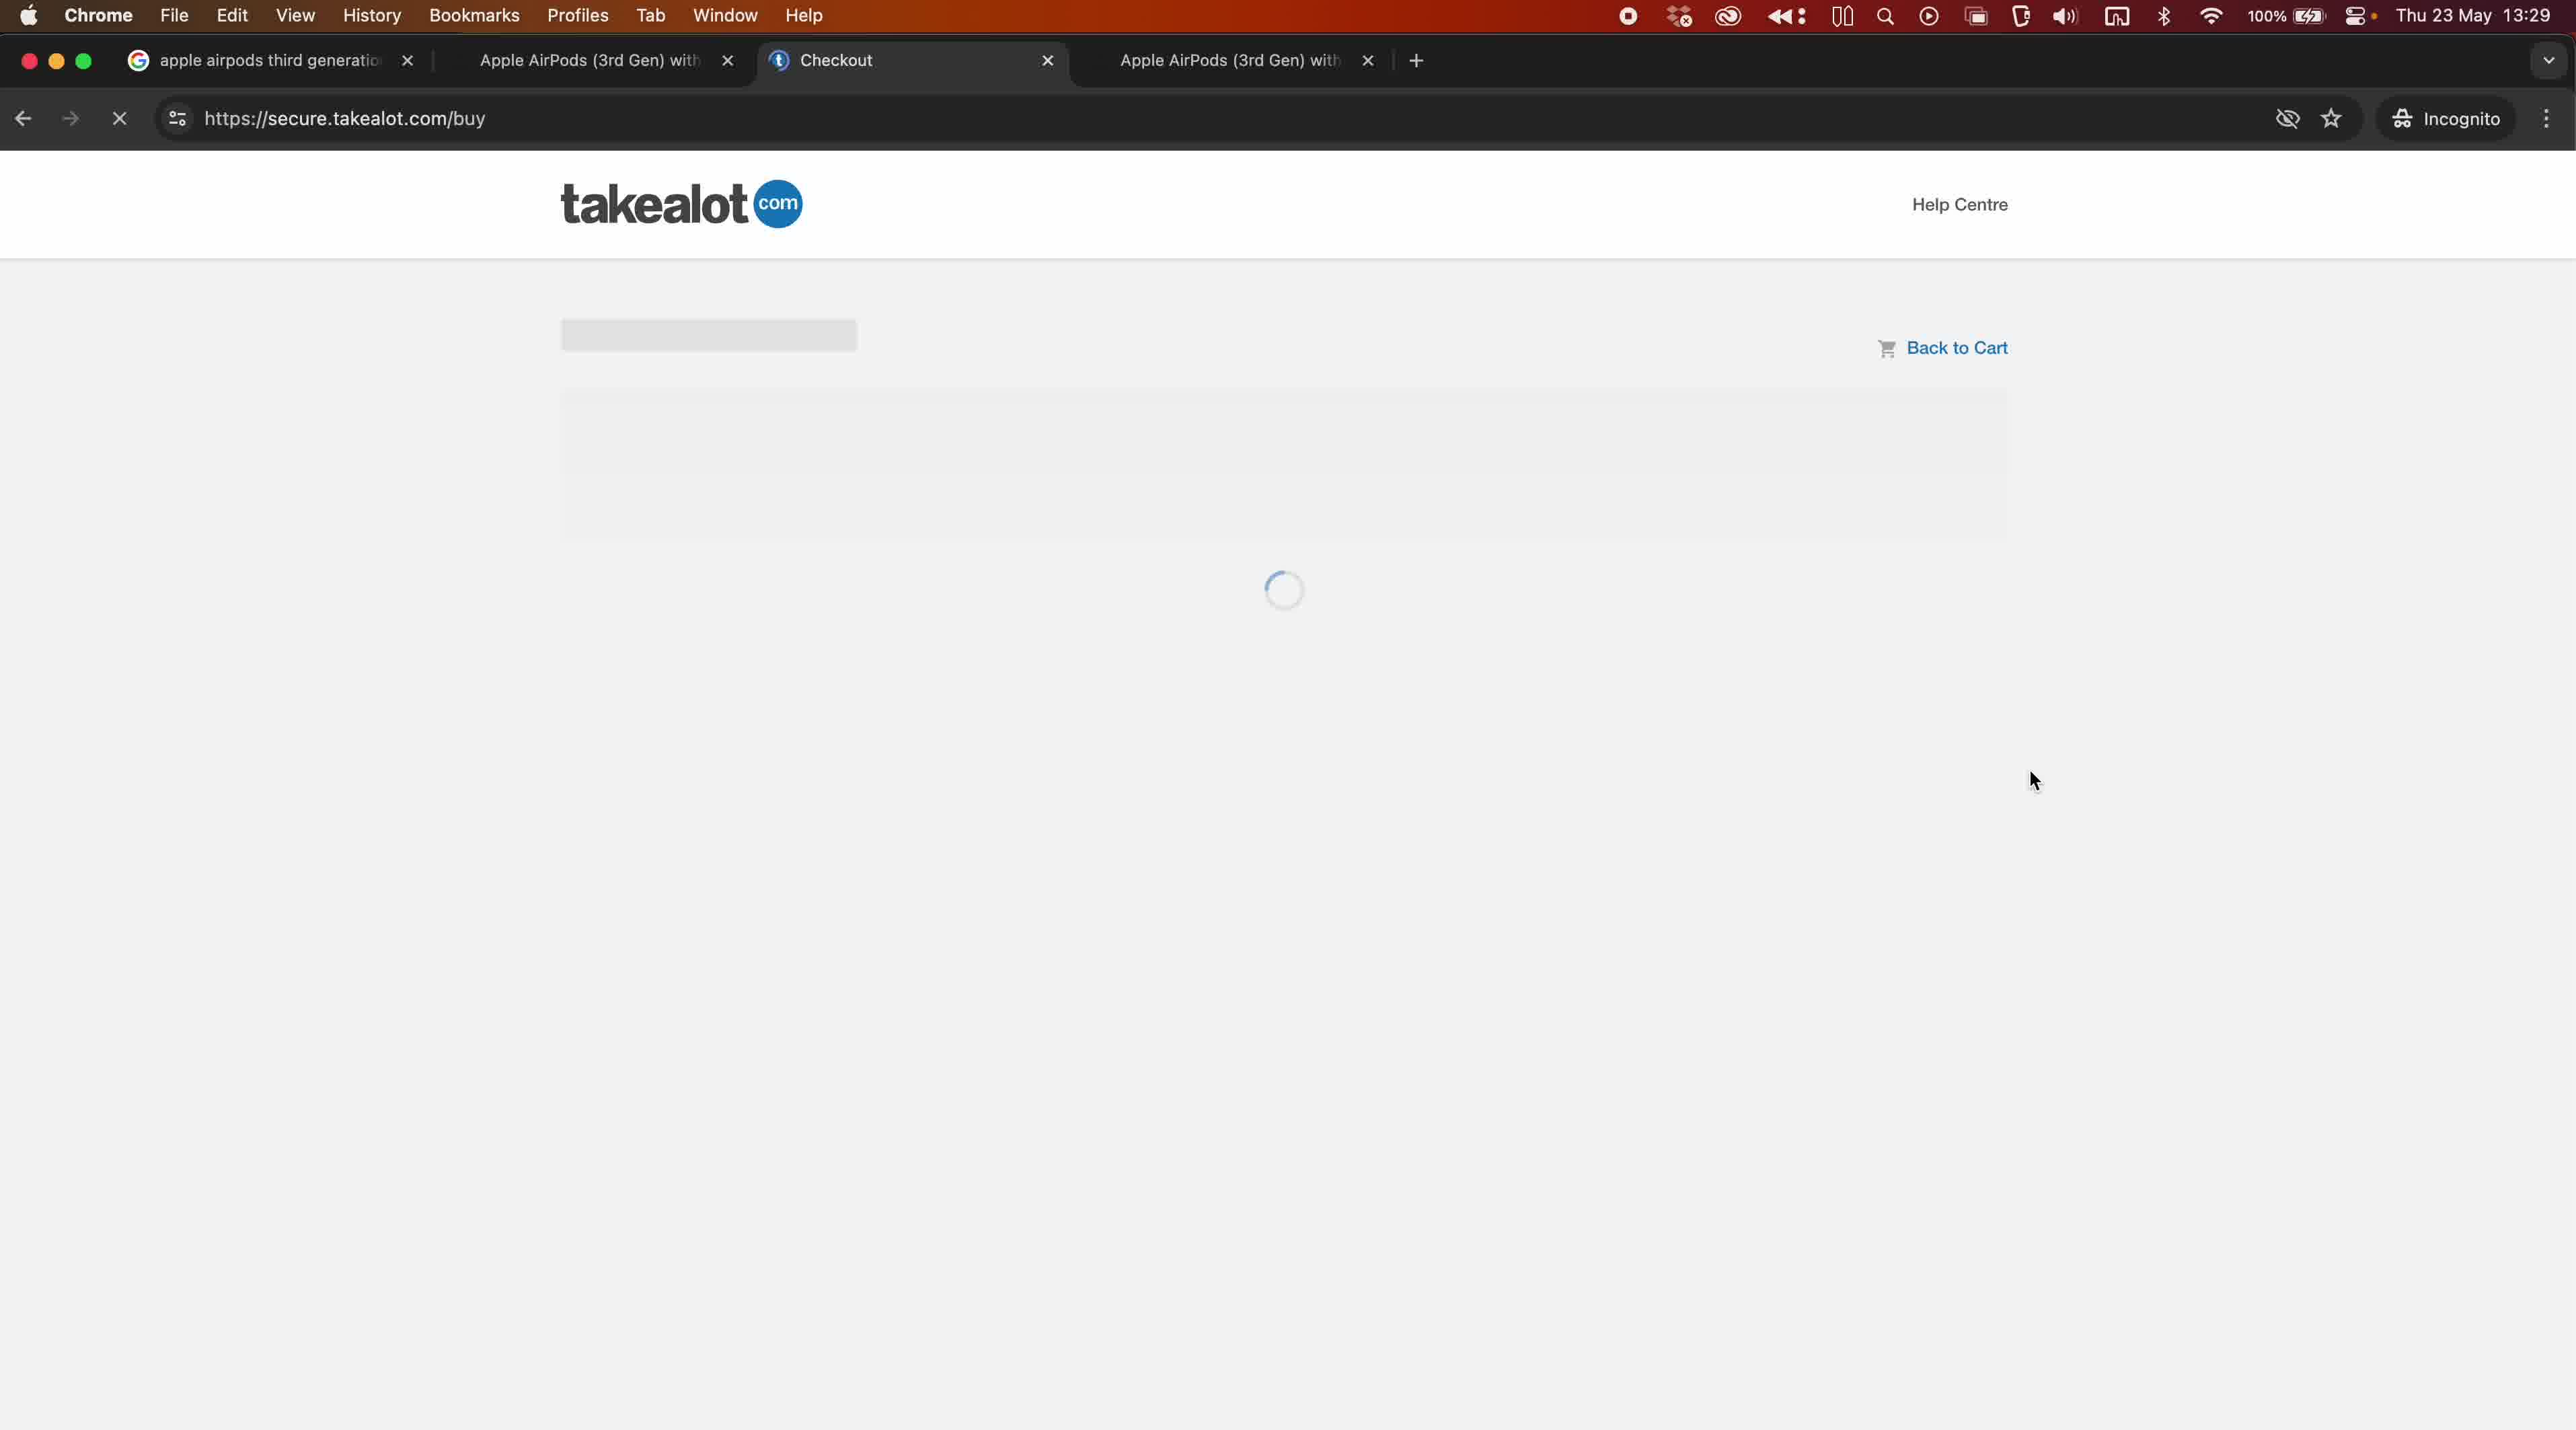 Chrome File Edit View History Bookmarks Profiles Tab Window Help 100% Thu 23 May 13:29
apple airpods third generatio Apple AirPods (3rd Gen) with Checkout Apple AirPods (3rd Gen) with
https://secure.takealot.com/buy Incognito
takealot com Help Centre
Back to Cart